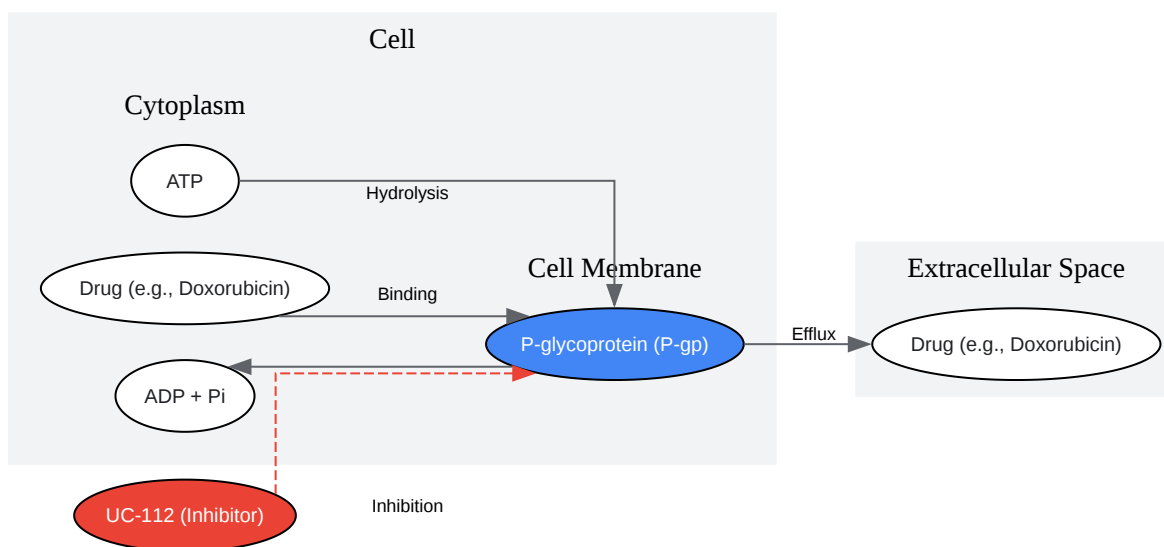 Cell
Cytoplasm
ATP
Hydrolysis
Cell Membrane
Extracellular Space
Drug (e.g., Doxorubicin)
Binding
P-glycoprotein (P-gp)
Efflux
Drug (e.g., Doxorubicin)
ADP + Pi
UC-112 (Inhibitor)
Inhibition